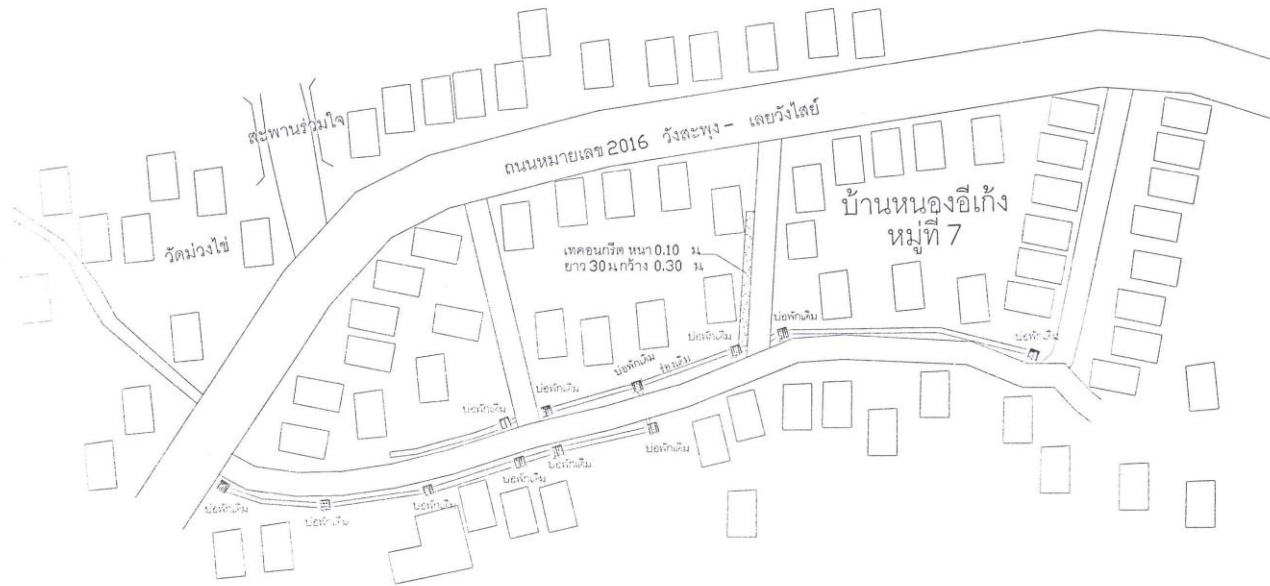 สะพานร่วมใจ
ถนนหมายเลข 2016 วังสะพุง - เลยวังไสย์
บ้านหนองอีเก้ง
หมู่ที่ 7
วัดม่วงไข่
เทคอนกรีต หนา 0.10 ม
ยาว 30 ม กว้าง 0.30 ม
บ่อพักเดิม
บ่อพักเดิม
บ่อพักเดิม
บ่อพักเดิม
ร่องเดิม
บ่อพักเดิม
บ่อพักเดิม
บ่อพักเดิม
บ่อพักเดิม
บ่อพักเดิม
บ่อพักเดิม
บ่อพักเดิม
บ่อพักเดิม